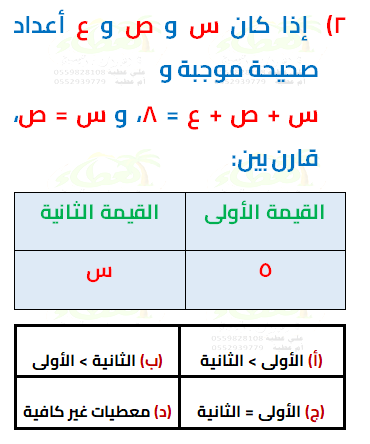 ٢) إذا كان س و ص و ع أعداد
صحيحة موجبة و
س + ص + ع = ٨، و س = ص،
قارن بين:
القيمة الأولى القيمة الثانية
٥ س
(أ) الأولى > الثانية (ب) الثانية > الأولى
(ج) الأولى = الثانية (د) معطيات غير كافية